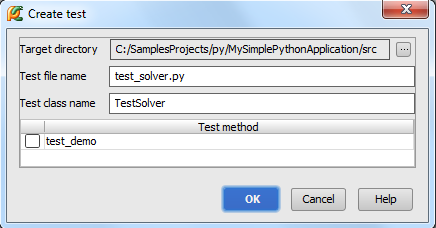 Create test
Target directory C:/SamplesProjects/py/MySimplePythonApplication/src ...
Test file name test_solver.py
Test class name TestSolver
Test method
test_demo
OK Cancel Help